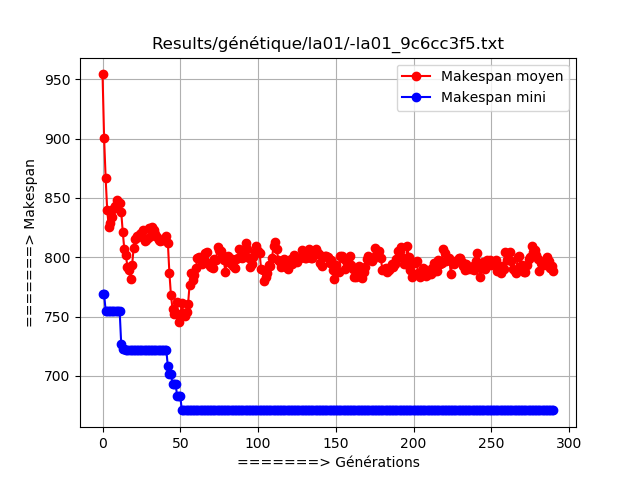 Results/génétique/la01/-la01_9c6cc3f5.txt
Makespan moyen
Makespan mini
=======> Makespan
950
900
850
800
750
700
0 50 100 150 200 250 300
=======> Générations